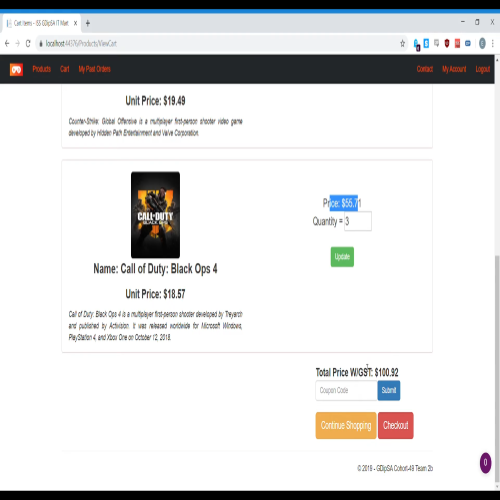 Cart Items - ISS GDipSA IT Mart
localhost:44376/Products/ViewCart
Products Cart My Past Orders Contact My Account Logout
Unit Price: $19.49
Counter-Strike: Global Offensive is a multiplayer first-person shooter video game
developed by Hidden Path Entertainment and Valve Corporation.
CALL·DUTY
BLACK OPS
Name: Call of Duty: Black Ops 4
Unit Price: $18.57
Call of Duty: Black Ops 4 is a multiplayer first-person shooter developed by Treyarch
and published by Activision. It was released worldwide for Microsoft Windows,
PlayStation 4, and Xbox One on October 12, 2018.
Price: $55.71
Quantity = 3
Update
Total Price W/GST: $100.92
Coupon Code Submit
Continue Shopping Checkout
© 2019 - GDipSA Cohort-49 Team 2b